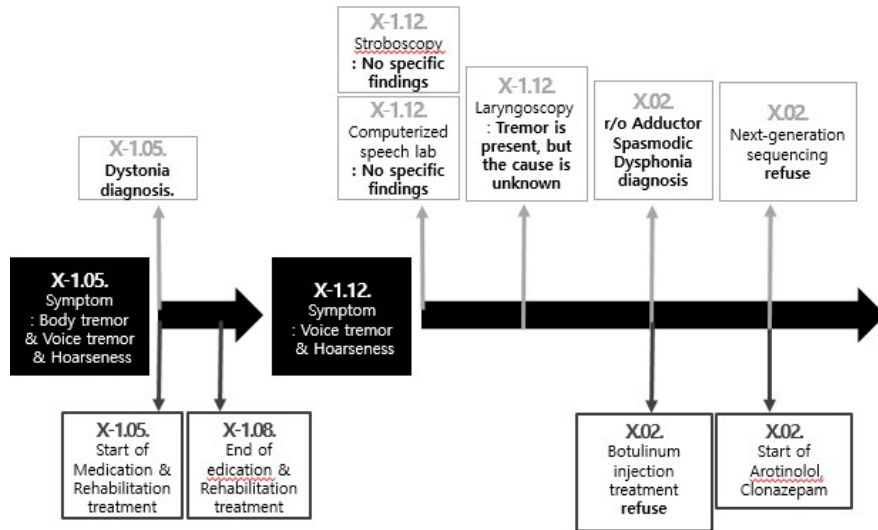 X-1.05.
Dystonia
diagnosis.
X-1.12.
Stroboscopy
: No specific
findings
X-1.12.
Computerized
speech lab
: No specific
findings
X-1.12.
Laryngoscopy
: Tremor is
present, but
the cause is
unknown
X.02.
r/o Adductor
Spasmodic
Dysphonia
diagnosis
X.02.
Next-generation
sequencing
refuse
X-1.05.
Symptom
: Body tremor
& Voice tremor
& Hoarseness
X-1.12.
Symptom
: Voice tremor
& Hoarseness
X-1.05.
Start of
Medication &
Rehabilitation
treatment
X-1.08.
End of
edication &
Rehabilitation
treatment
X.02.
Botulinum
injection
treatment
refuse
X.02.
Start of
Arotinolol,
Clonazepam